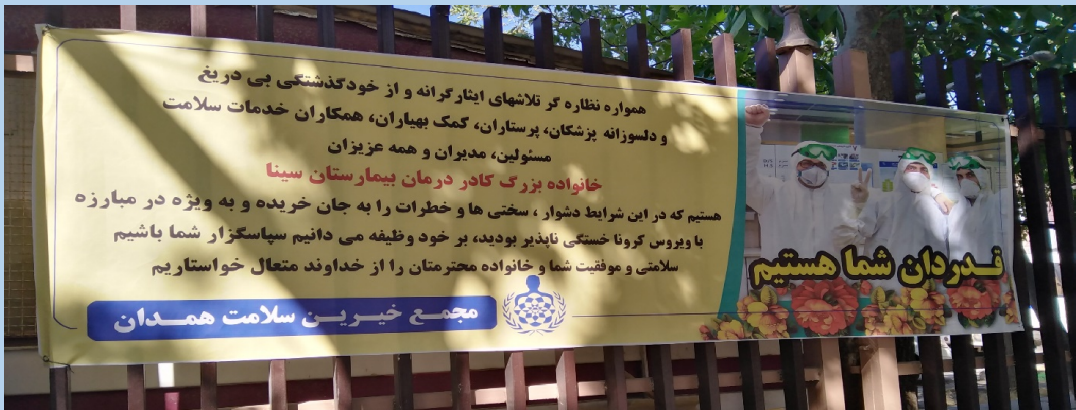 همواره نظاره گر تلاشهای ایثارگرانه و از خودگذشتگی بی دریغ
و دلسوزانه پزشکان، پرستاران، کمک بهیاران، همکاران خدمات سلامت
مسئولین، مدیران و همه عزیزان
خانواده بزرگ کادر درمان بیمارستان سینا
هستیم که در این شرایط دشوار ، سختی ها و خطرات را به جان خریده و به ویژه در مبارزه
با ویروس کرونا خستگی ناپذیر بودید، بر خود وظیفه می دانیم سپاسگزار شما باشیم
سلامتی و موفقیت شما و خانواده محترمتان را از خداوند متعال خواستاریم
مجمع خیرین سلامت همدان
قدردان شما هستیم